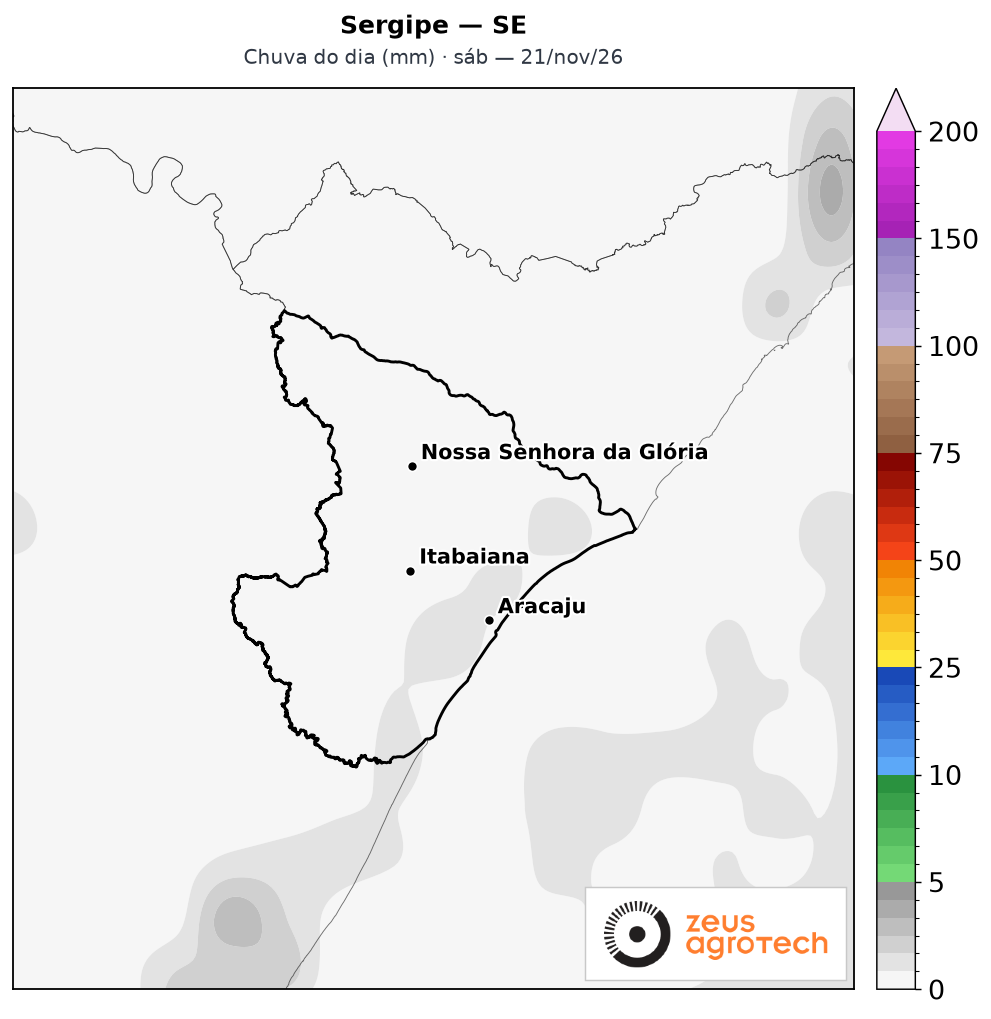 Sergipe — SE
Chuva do dia (mm) · sáb — 21/nov/26
200
150
100
75
50
25
10
5
0
Nossa Senhora da Glória
Itabaiana
Aracaju
zeus
agrotech